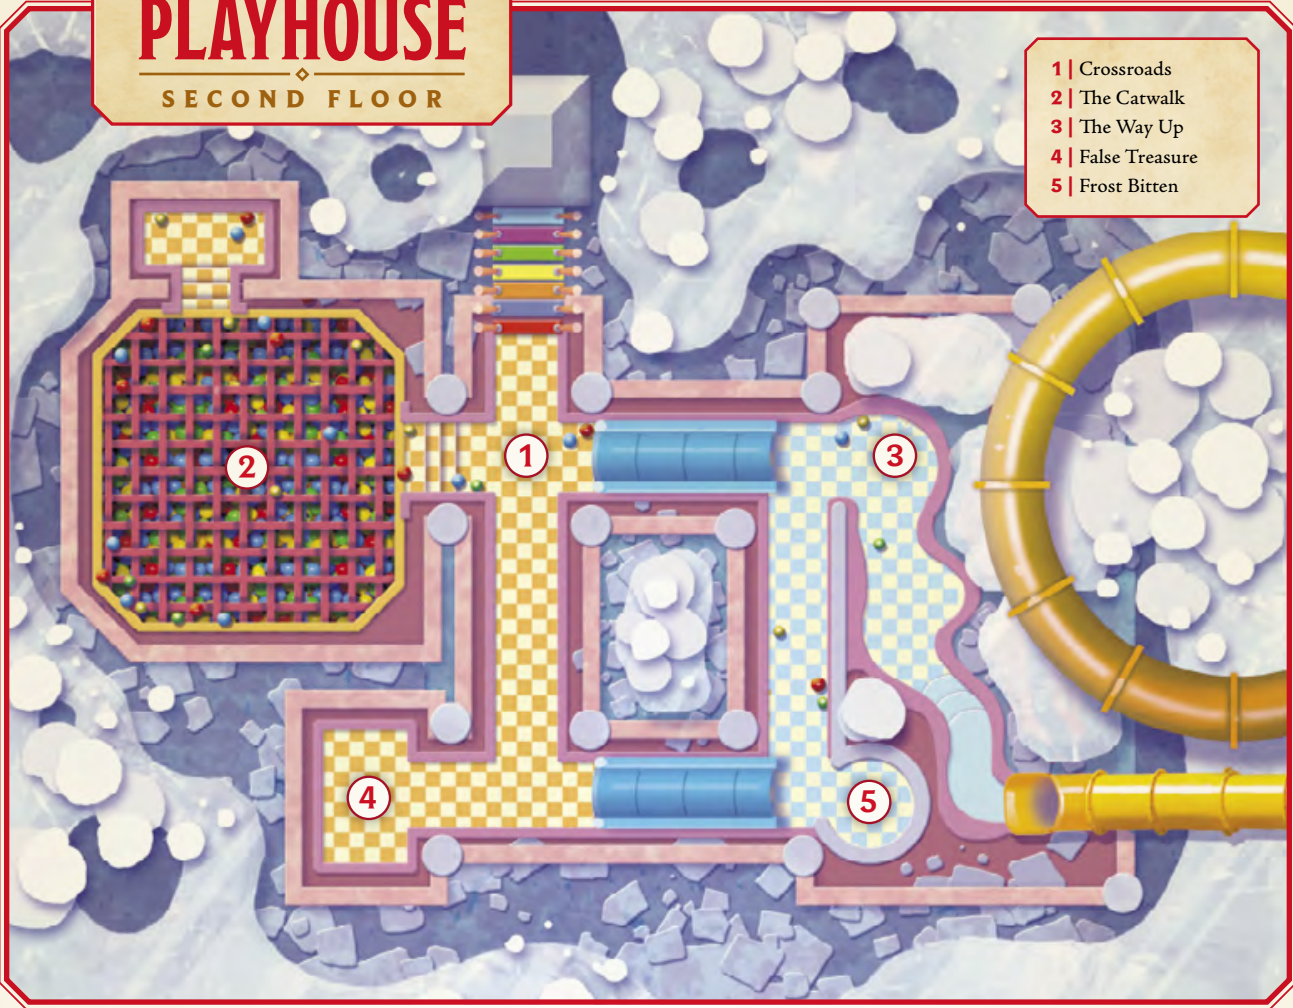 PLAYHOUSE
SECOND FLOOR
1 | Crossroads
2 | The Catwalk
3 | The Way Up
4 | False Treasure
5 | Frost Bitten
2
1
3
4
5